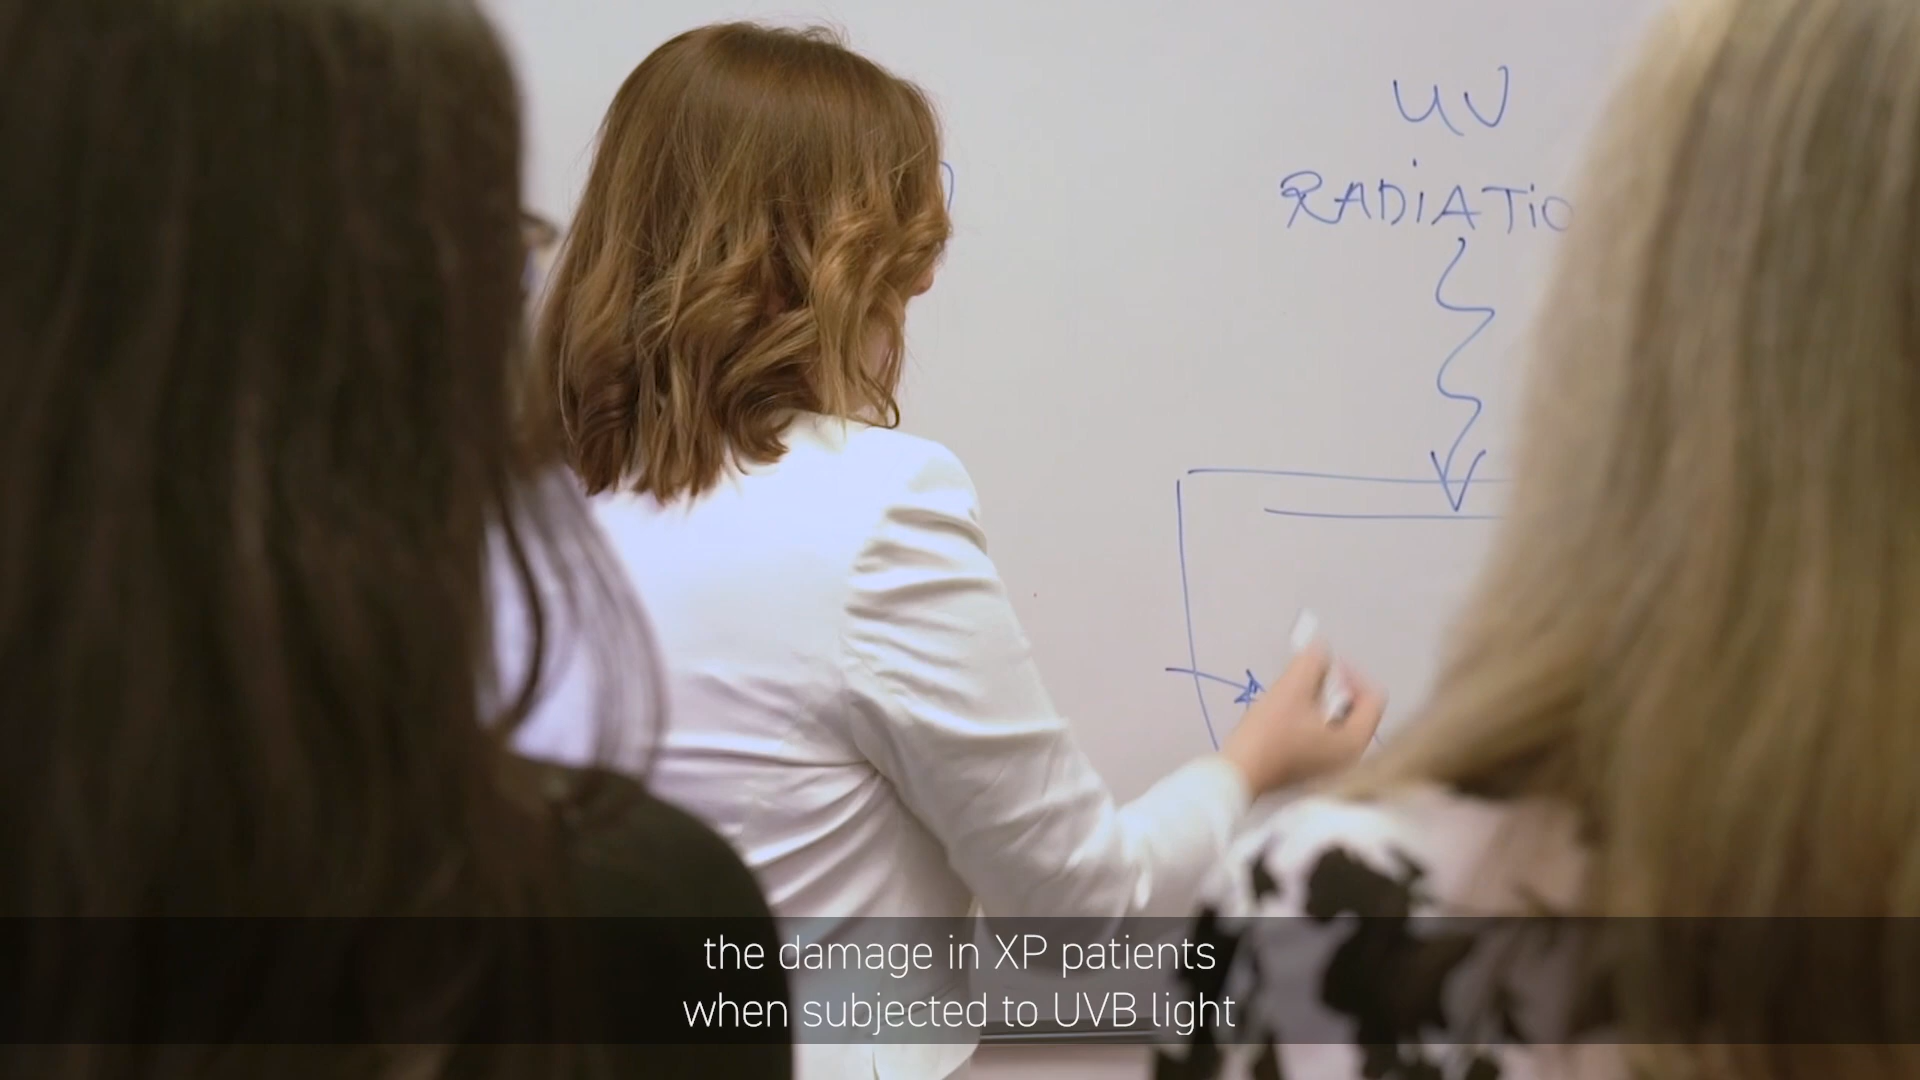 UV
RADiATiO
the damage in XP patients
when subjected to UVB light